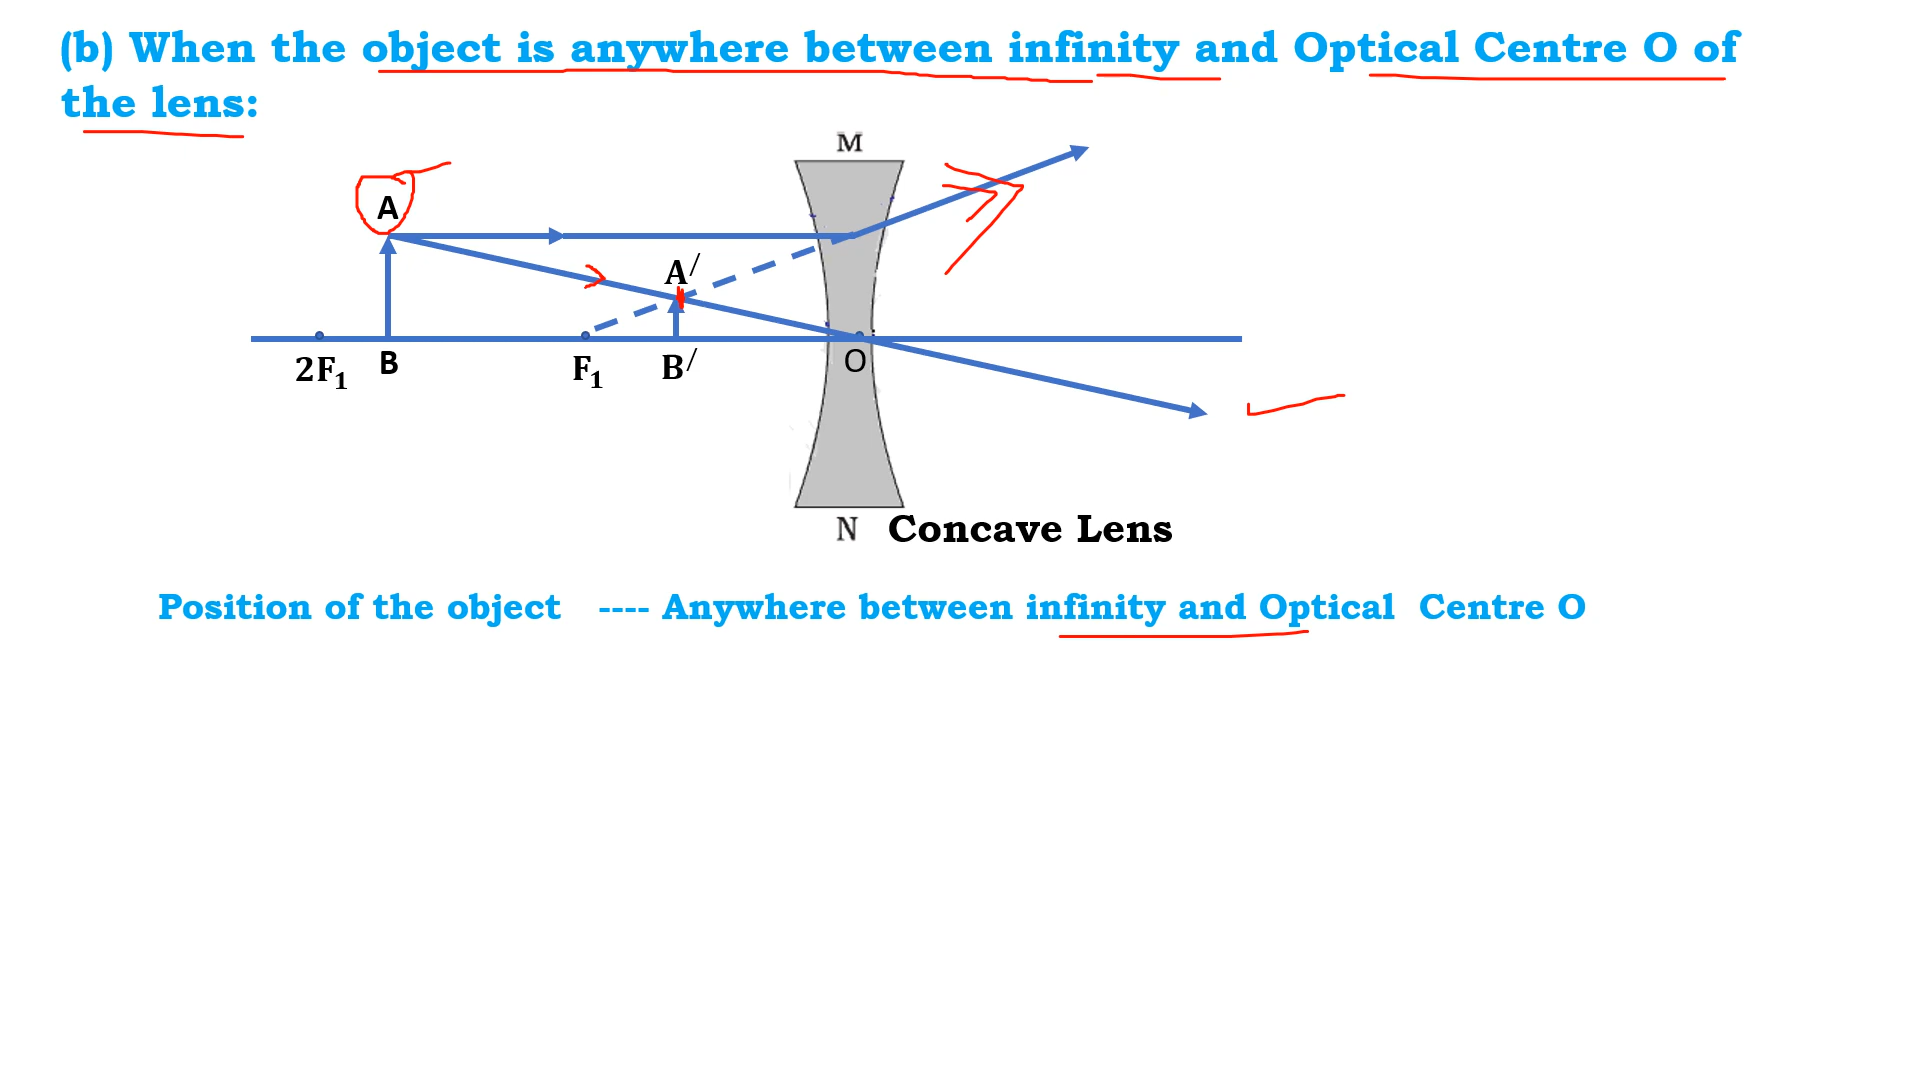 (b) When the object is anywhere between infinity and Optical Centre O of
the lens:
M
A
A/
2F₁ B F₁ B/ O
N Concave Lens
Position of the object ---- Anywhere between infinity and Optical Centre O